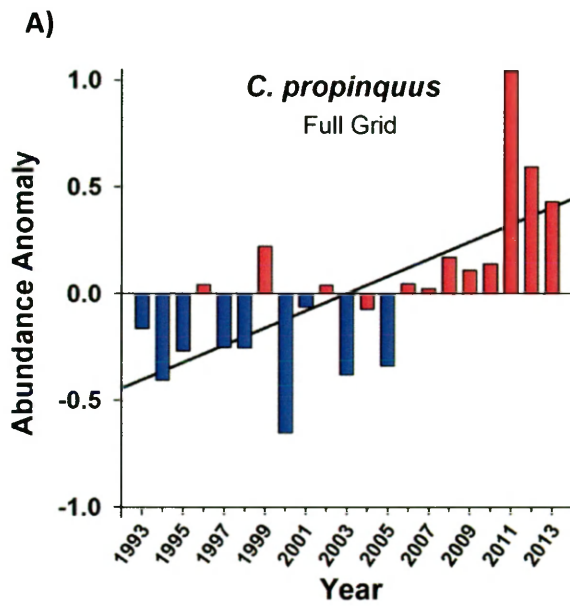 A)
C. propinquus
Full Grid
Abundance Anomaly
1.0
0.5
0.0
-0.5
-1.0
1993 1995 1997 1999 2001 2003 2005 2007 2009 2011 2013
Year